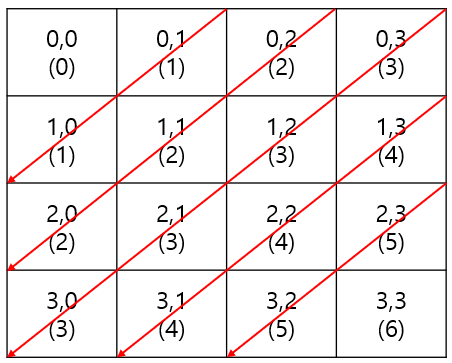 0,0 0,1 0,2 0,3
(0) (1) (2) (3)
1,0 1,1 1,2 1,3
(1) (2) (3) (4)
2,0 2,1 2,2 2,3
(2) (3) (4) (5)
3,0 3,1 3,2 3,3
(3) (4) (5) (6)